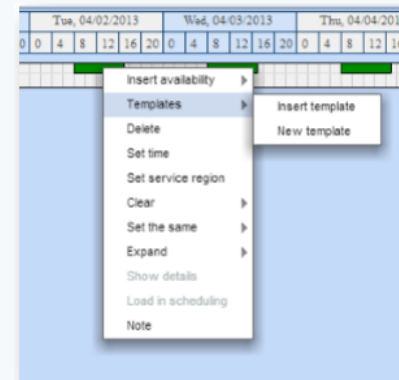 Tue, 04/02/2013 Wed, 04/03/2013 Thu, 04/04/201
0 0 4 8 12 16 20 0 4 8 12 16 20 0 4 8 12 1
Insert availability
Templates
Insert template
Delete
New template
Set time
Set service region
Clear
Set the same
Expand
Show details
Load in scheduling
Note